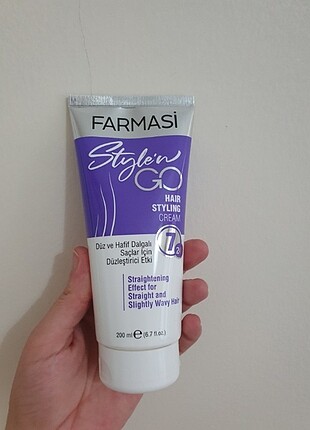 FARMASİ
Style'n
GO
HAIR
STYLING
CREAM
7
Düz ve Hafif Dalgalı
Saçlar İçin
Düzleştirici Etki
Straightening
Effect for
Straight and
Slightly Wavy Hair
200 ml ℮ (6.7 fl.oz.)